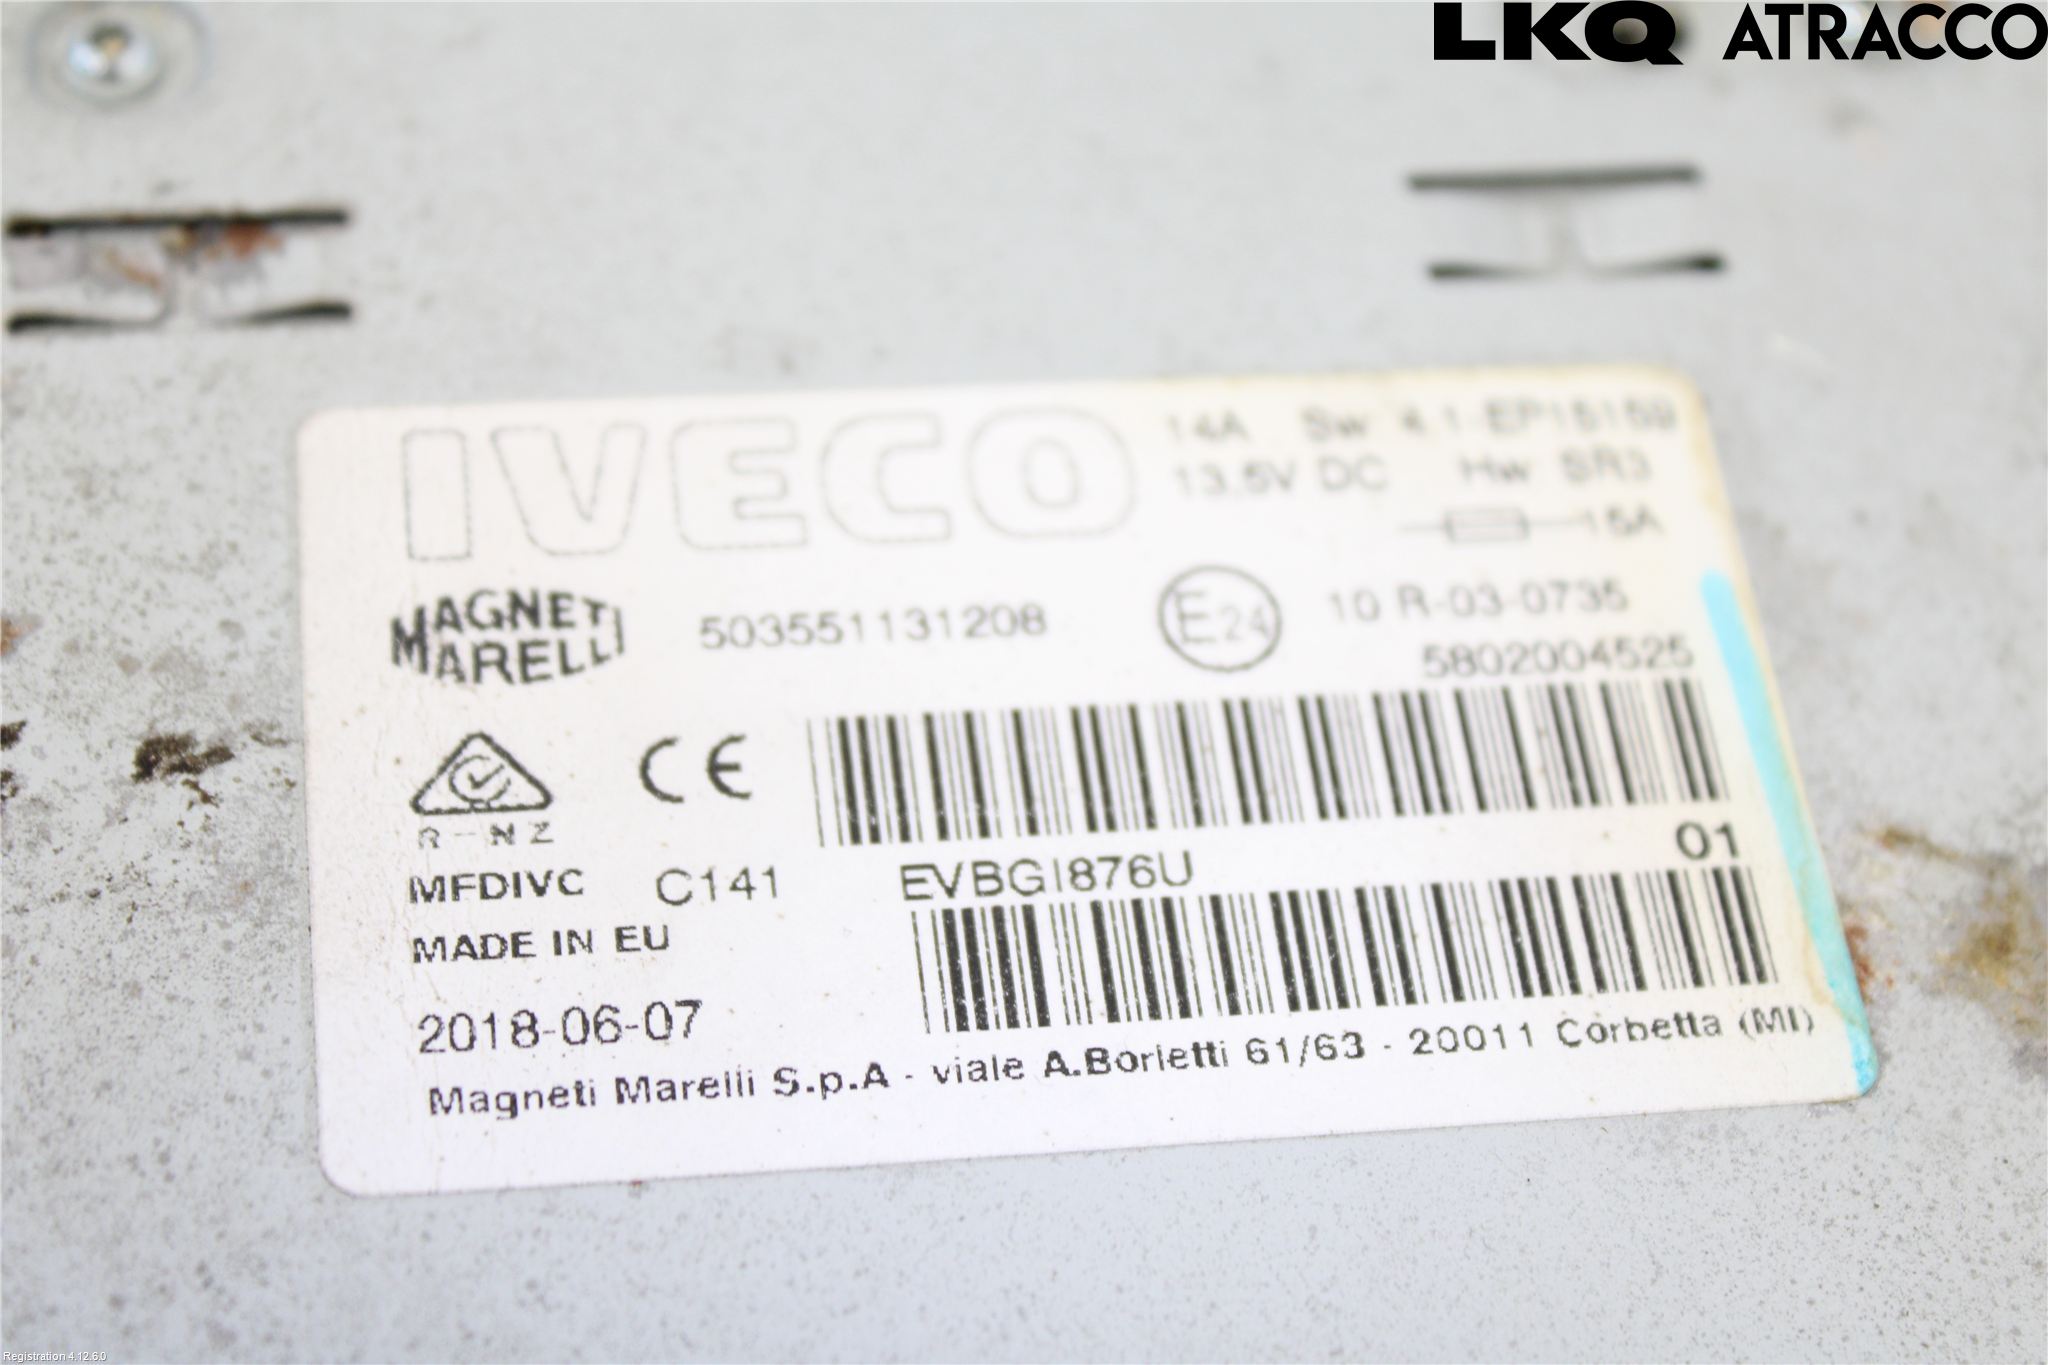 LKQ ATRACCO
IVECO
14A Sw 4.1-EP15159
13,5V DC Hw SR3
15A
MAGNETI
MARELLI
503551131208
E24
10 R-03-0735
5802004525
R-NZ
CE
01
MFDIVC C141 EVBGI876U
MADE IN EU
2018-06-07
Magneti Marelli S.p.A - viale A.Borletti 61/63 - 20011 Corbetta (MI)
Registration 4.12.6.0